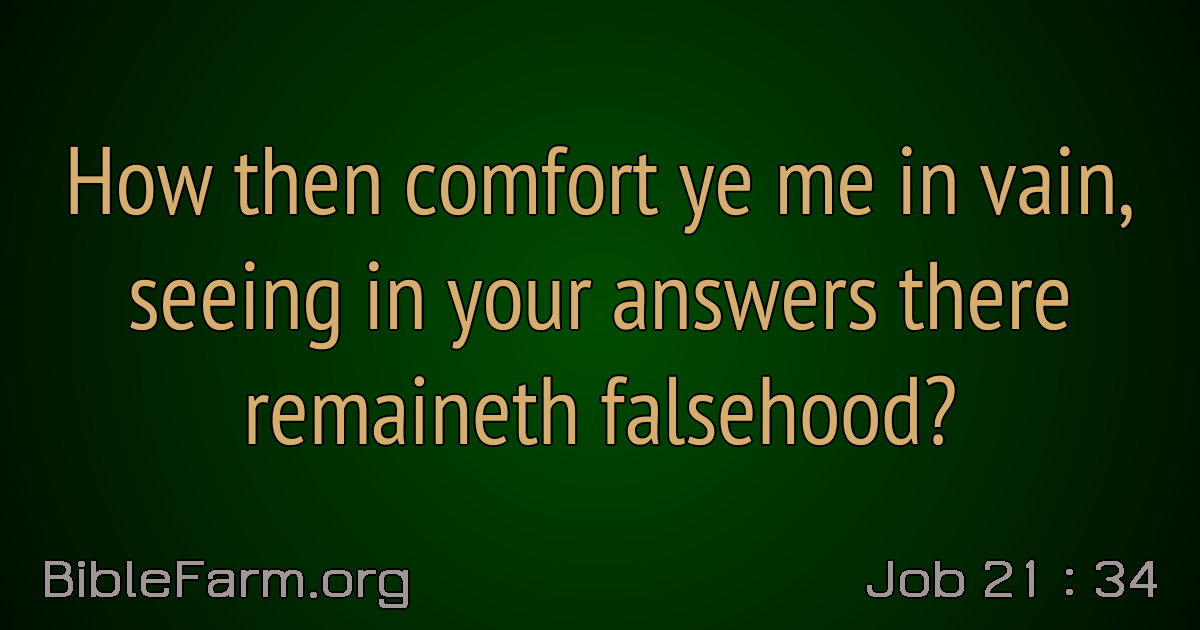 How then comfort ye me in vain,
seeing in your answers there
remaineth falsehood?
BibleFarm.org
Job 21 : 34